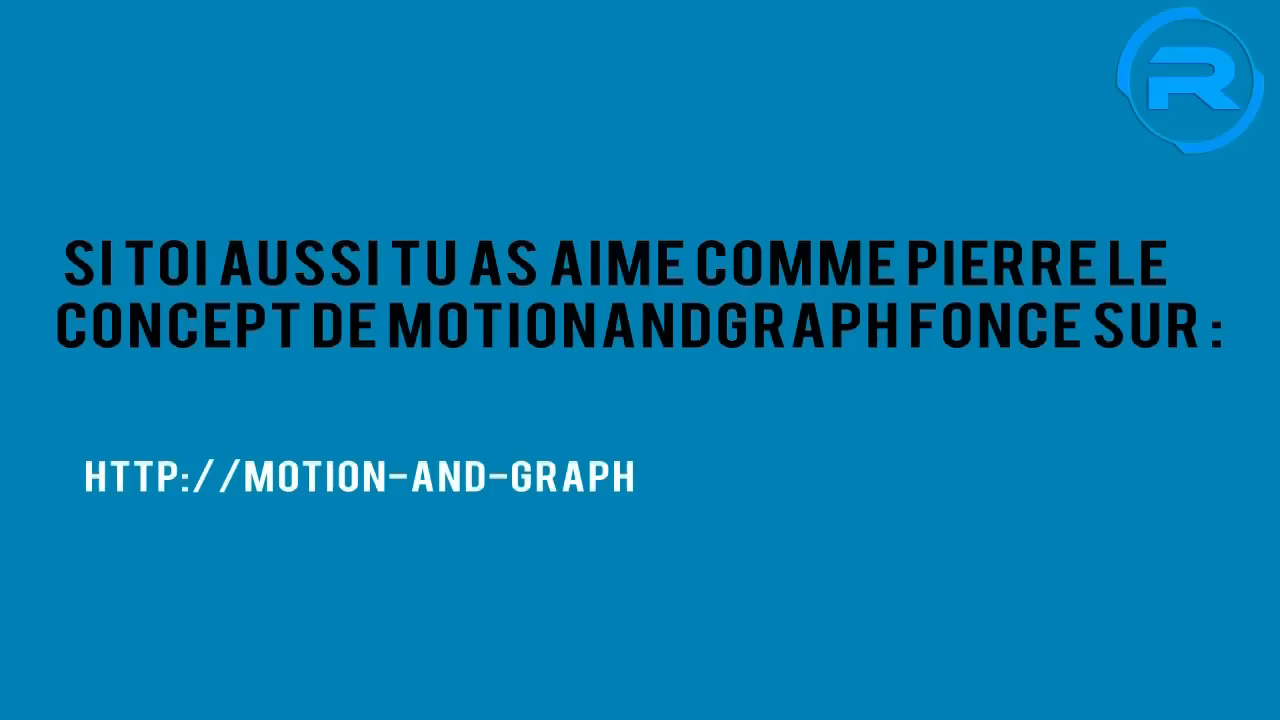 SI TOI AUSSI TU AS AIME COMME PIERRE LE
CONCEPT DE MOTIONANDGRAPH FONCE SUR :
HTTP://MOTION-AND-GRAPH
R